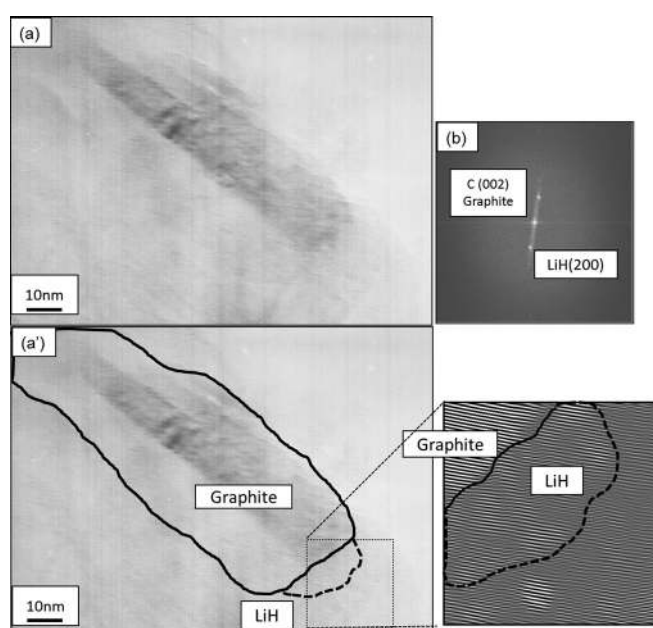 (a)
10nm
(b)
C (002)
Graphite
LiH(200)
(a')
Graphite
LiH
10nm
Graphite
LiH